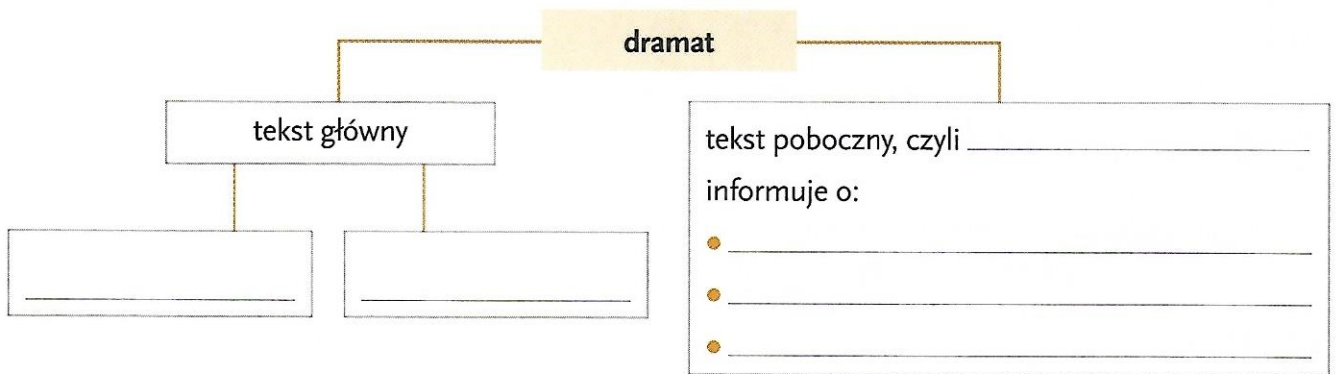 dramat
tekst główny
tekst poboczny, czyli
informuje o: